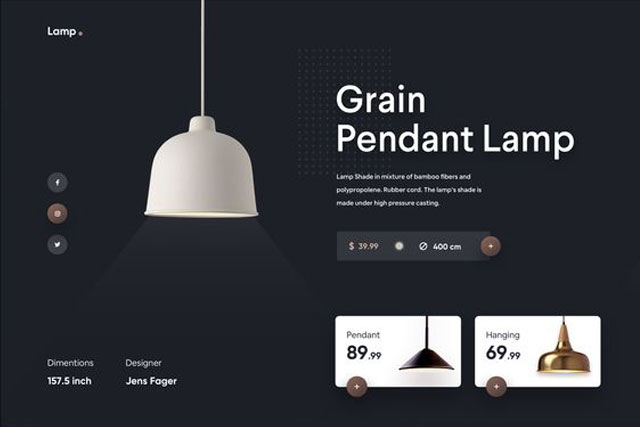 Lamp
Grain
Pendant Lamp
Lamp Shade in mixture of bamboo fibers and
polypropolene. Rubber cord. The lamp's shade is
made under high pressure casting.
$ 39.99
400 cm
Pendant
89.99
Hanging
69.99
Dimentions
157.5 inch
Designer
Jens Fager